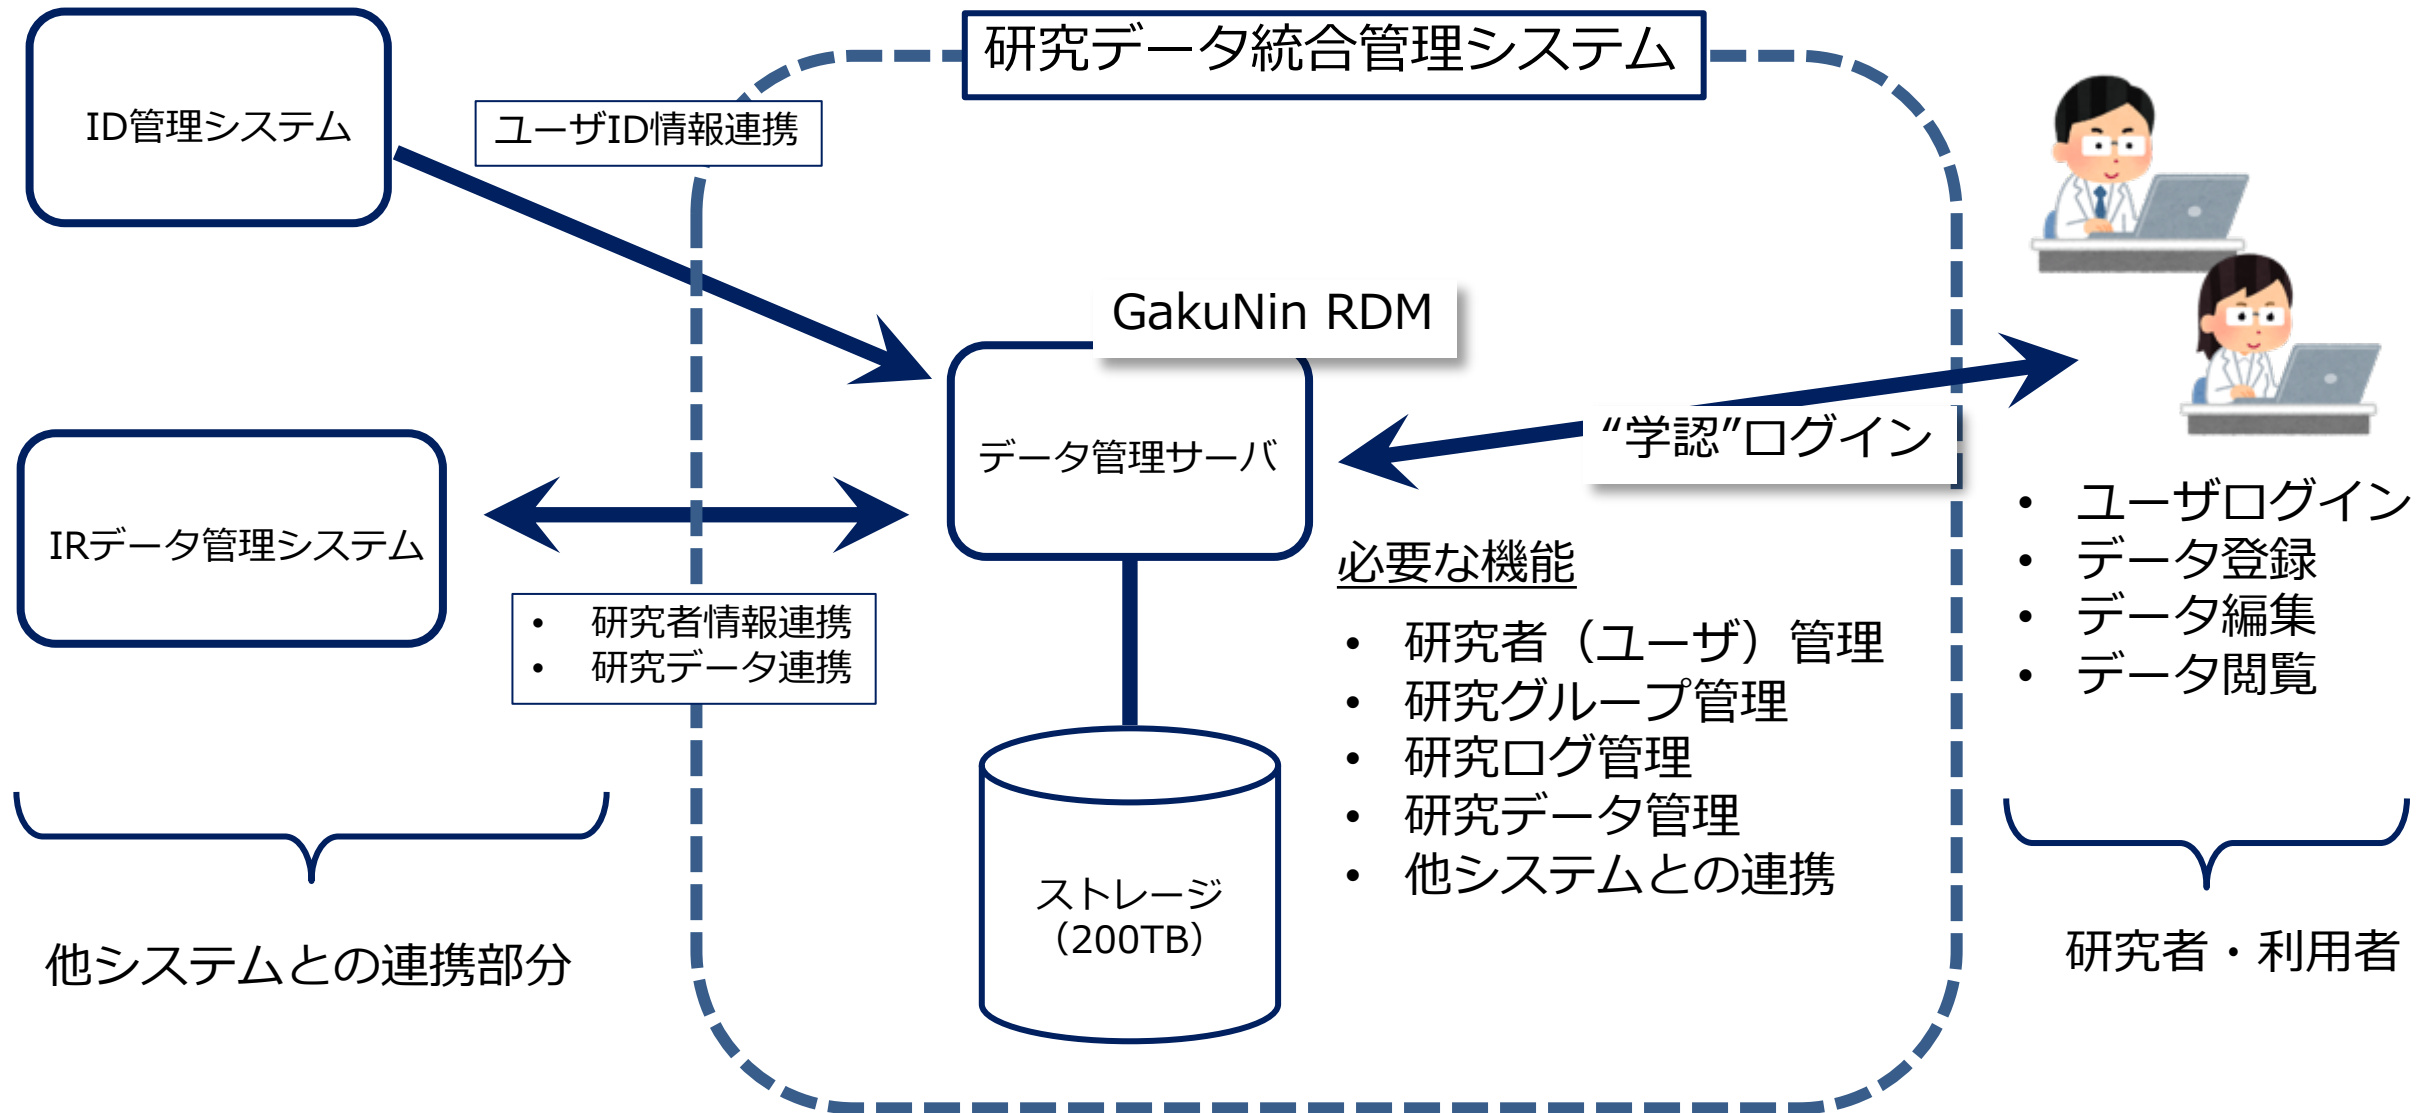 研究データ統合管理システム
ID管理システム
ユーザID情報連携
GakuNin RDM
データ管理サーバ
“学認”ログイン
IRデータ管理システム
• 研究者情報連携
• 研究データ連携
必要な機能
• 研究者（ユーザ）管理
• 研究グループ管理
• 研究ログ管理
• 研究データ管理
• 他システムとの連携
ストレージ
（200TB）
• ユーザログイン
• データ登録
• データ編集
• データ閲覧
他システムとの連携部分
研究者・利用者